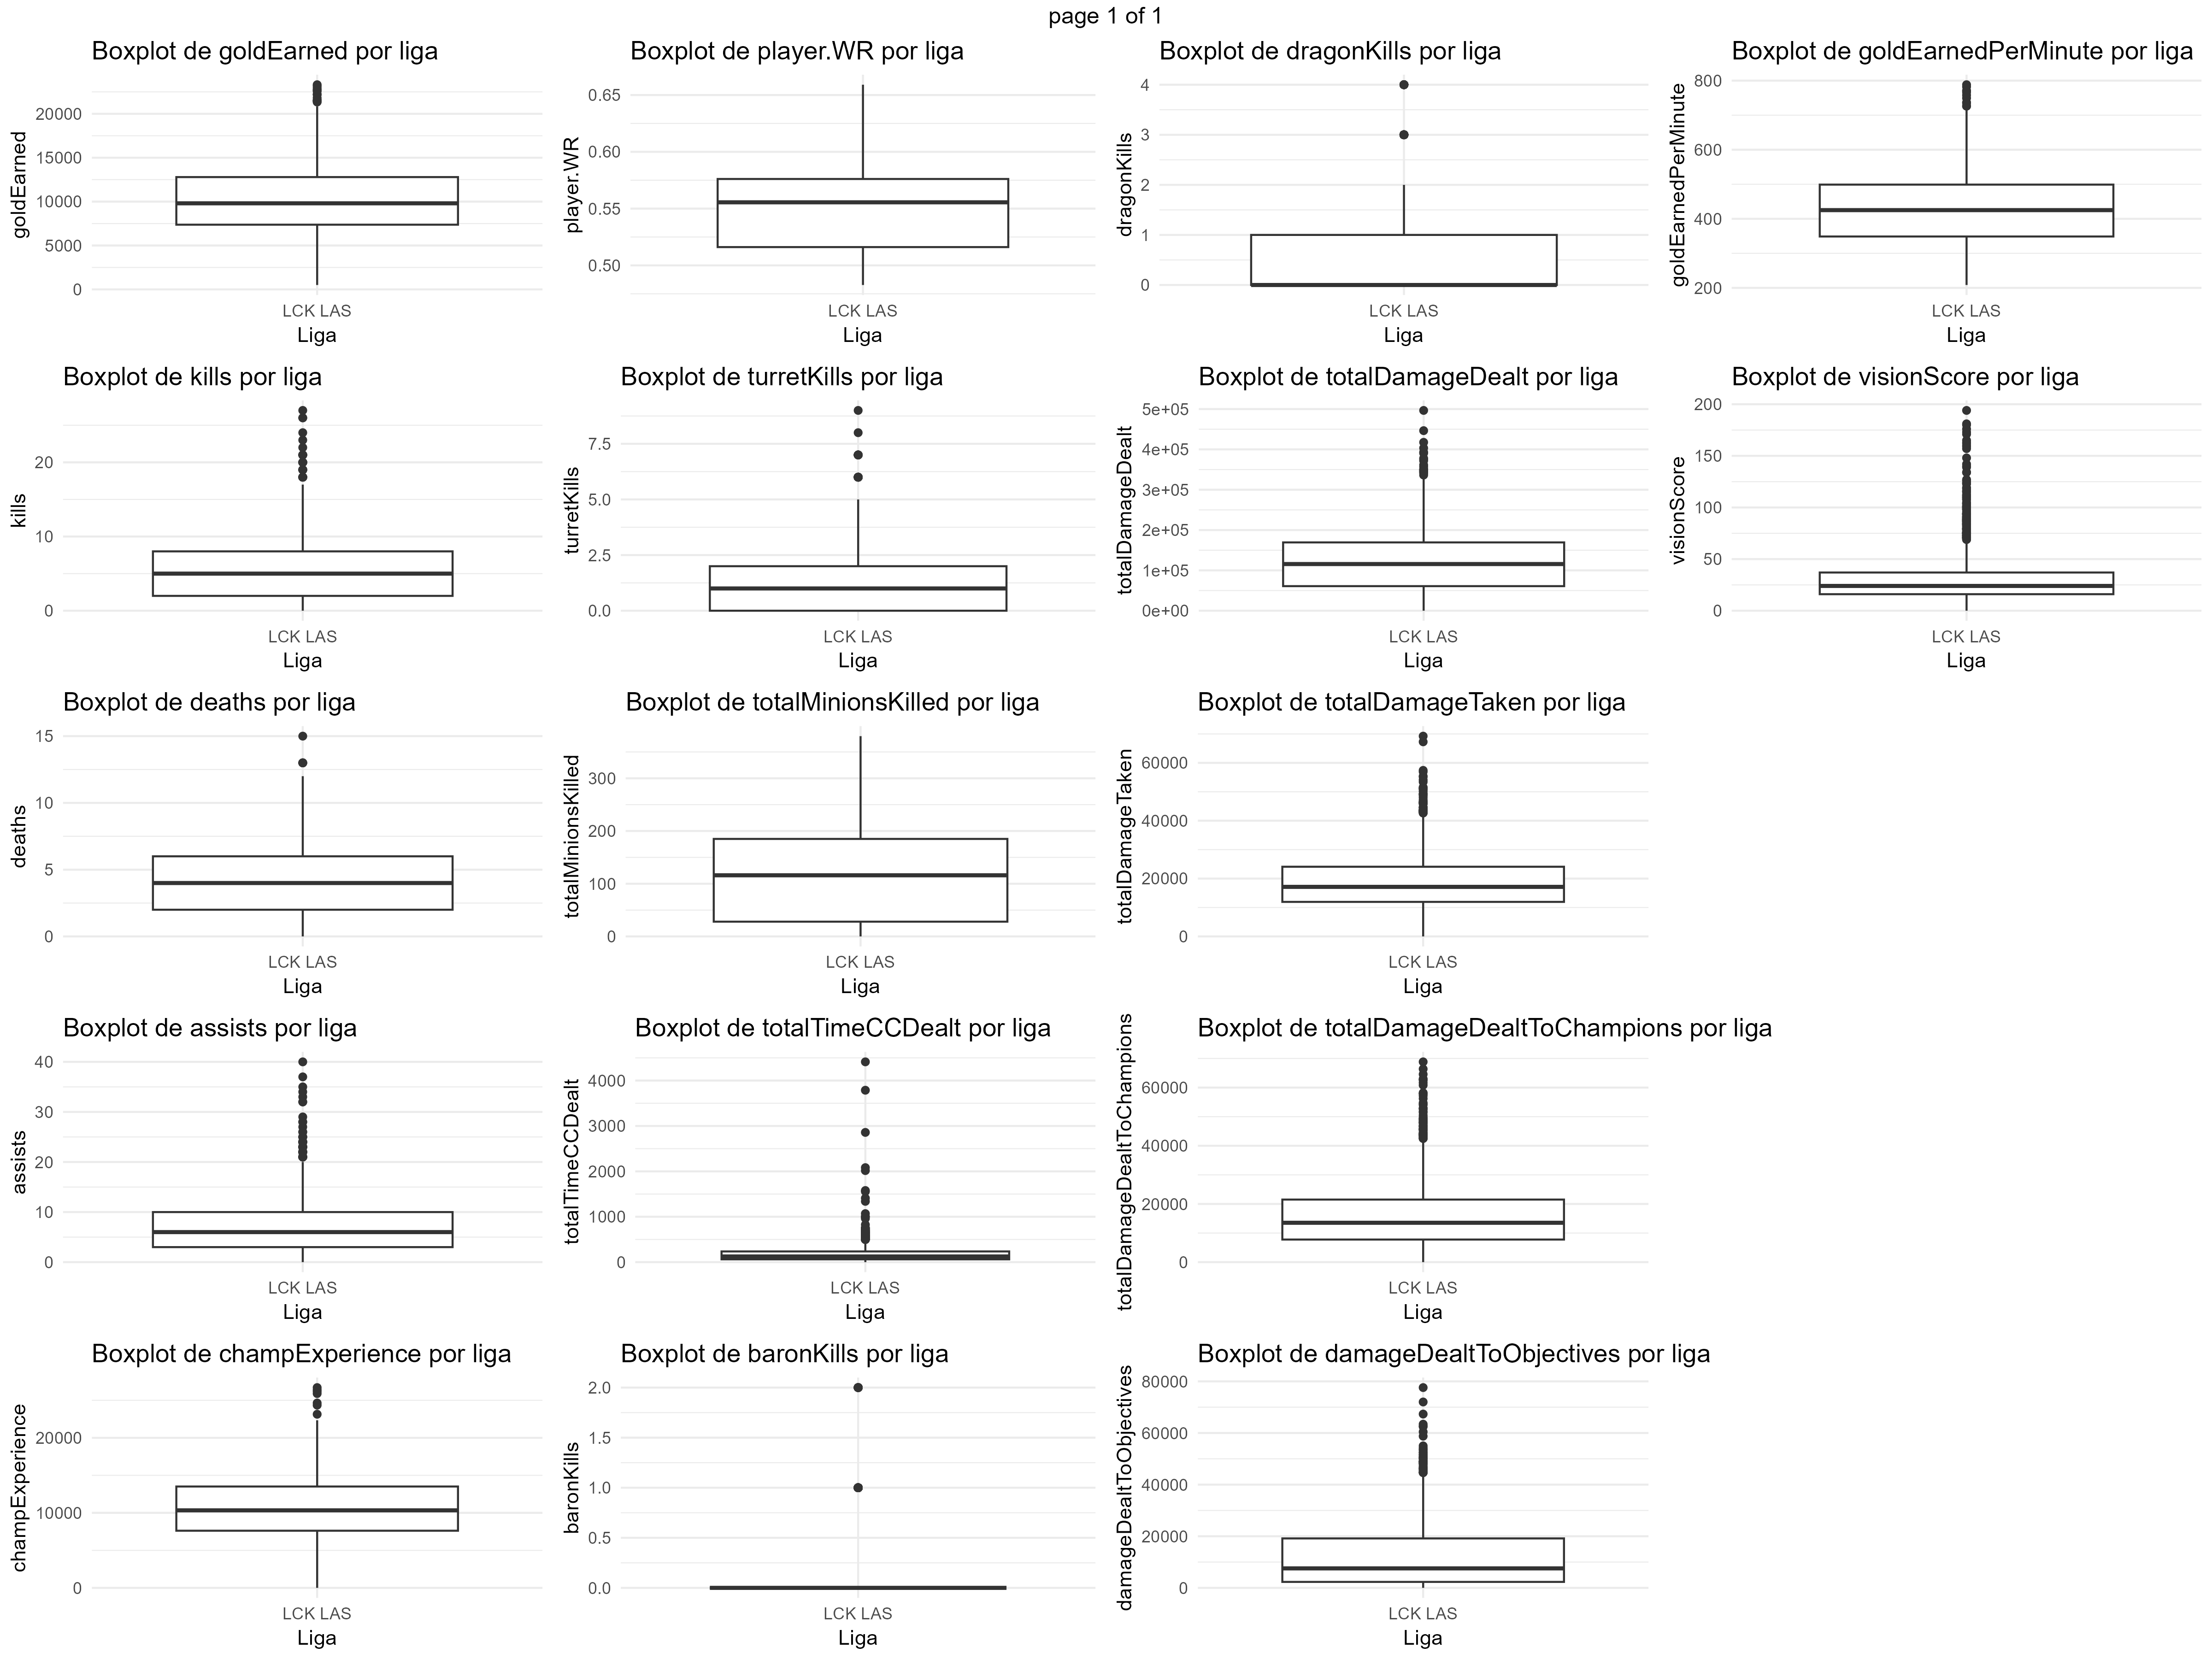 page 1 of 1
Boxplot de goldEarned por liga
goldEarned
20000
15000
10000
5000
0
LCK LAS
Liga
Boxplot de player.WR por liga
player.WR
0.65
0.60
0.55
0.50
LCK LAS
Liga
Boxplot de dragonKills por liga
dragonKills
4
3
2
1
0
LCK LAS
Liga
Boxplot de goldEarnedPerMinute por liga
goldEarnedPerMinute
800
600
400
200
LCK LAS
Liga
Boxplot de kills por liga
kills
20
10
0
LCK LAS
Liga
Boxplot de turretKills por liga
turretKills
7.5
5.0
2.5
0.0
LCK LAS
Liga
Boxplot de totalDamageDealt por liga
totalDamageDealt
5e+05
4e+05
3e+05
2e+05
1e+05
0e+00
LCK LAS
Liga
Boxplot de visionScore por liga
visionScore
200
150
100
50
0
LCK LAS
Liga
Boxplot de deaths por liga
deaths
15
10
5
0
LCK LAS
Liga
Boxplot de totalMinionsKilled por liga
totalMinionsKilled
300
200
100
0
LCK LAS
Liga
Boxplot de totalDamageTaken por liga
totalDamageTaken
60000
40000
20000
0
LCK LAS
Liga
Boxplot de assists por liga
assists
40
30
20
10
0
LCK LAS
Liga
Boxplot de totalTimeCCDealt por liga
totalTimeCCDealt
4000
3000
2000
1000
0
LCK LAS
Liga
Boxplot de totalDamageDealtToChampions por liga
totalDamageDealtToChampions
60000
40000
20000
0
LCK LAS
Liga
Boxplot de champExperience por liga
champExperience
20000
10000
0
LCK LAS
Liga
Boxplot de baronKills por liga
baronKills
2.0
1.5
1.0
0.5
0.0
LCK LAS
Liga
Boxplot de damageDealtToObjectives por liga
damageDealtToObjectives
80000
60000
40000
20000
0
LCK LAS
Liga